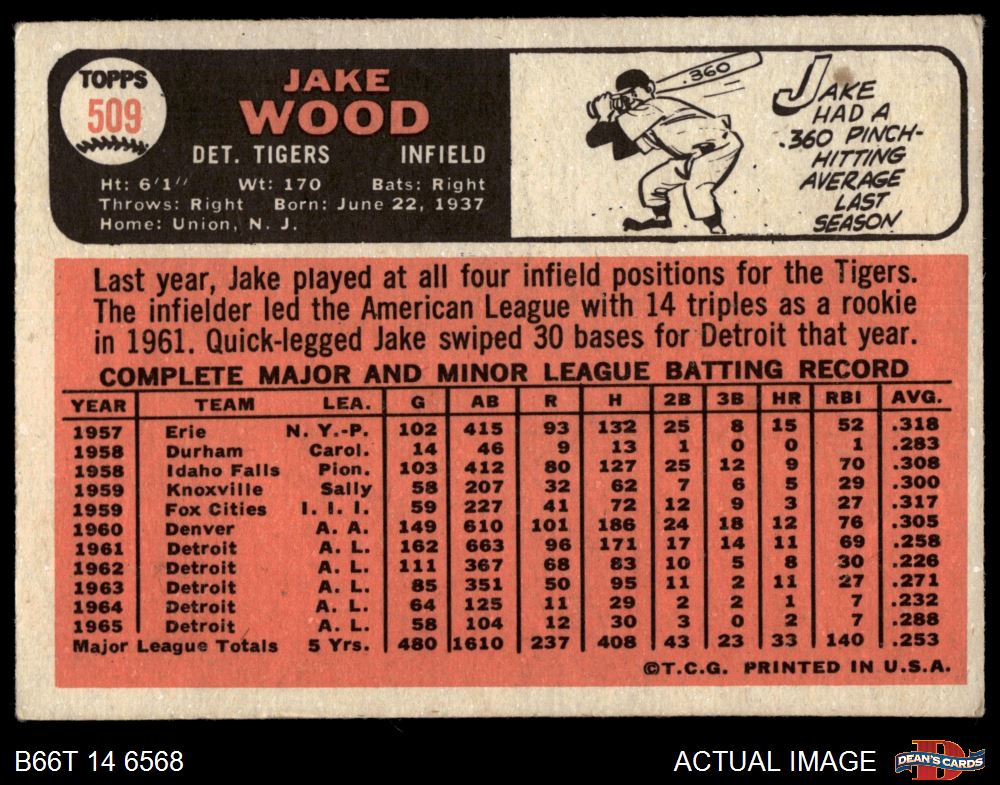 TOPPS
509
JAKE
WOOD
DET. TIGERS INFIELD
Ht: 6'1" Wt: 170 Bats: Right
Throws: Right Born: June 22, 1937
Home: Union, N. J.
.360
JAKE
HAD A
.360 PINCH-
HITTING
AVERAGE
LAST
SEASON
Last year, Jake played at all four infield positions for the Tigers.
The infielder led the American League with 14 triples as a rookie
in 1961. Quick-legged Jake swiped 30 bases for Detroit that year.
COMPLETE MAJOR AND MINOR LEAGUE BATTING RECORD
YEAR TEAM LEA. G AB R H 2B 3B HR RBI AVG.
1957 Erie N. Y.-P. 102 415 93 132 25 8 15 52 .318
1958 Durham Carol. 14 46 9 13 1 0 0 1 .283
1958 Idaho Falls Pion. 103 412 80 127 25 12 9 70 .308
1959 Knoxville Sally 58 207 32 62 7 6 5 29 .300
1959 Fox Cities I. I. I. 59 227 41 72 12 9 3 27 .317
1960 Denver A. A. 149 610 101 186 24 18 12 76 .305
1961 Detroit A. L. 162 663 96 171 17 14 11 69 .258
1962 Detroit A. L. 111 367 68 83 10 5 8 30 .226
1963 Detroit A. L. 85 351 50 95 11 2 11 27 .271
1964 Detroit A. L. 64 125 11 29 2 2 1 7 .232
1965 Detroit A. L. 58 104 12 30 3 0 2 7 .288
Major League Totals 5 Yrs. 480 1610 237 408 43 23 33 140 .253
©T.C.G. PRINTED IN U.S.A.
B66T 14 6568 ACTUAL IMAGE
D
DEAN'S CARDS